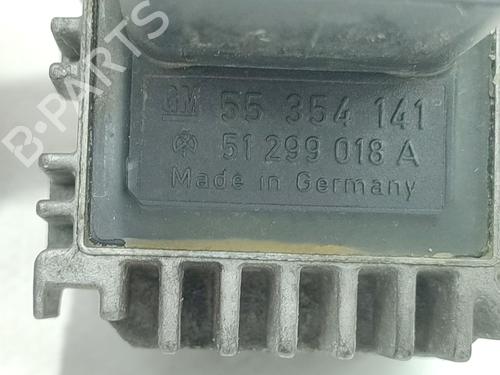 B-PARTS
GM 55 354 141
51 299 018 A
Made in Germany